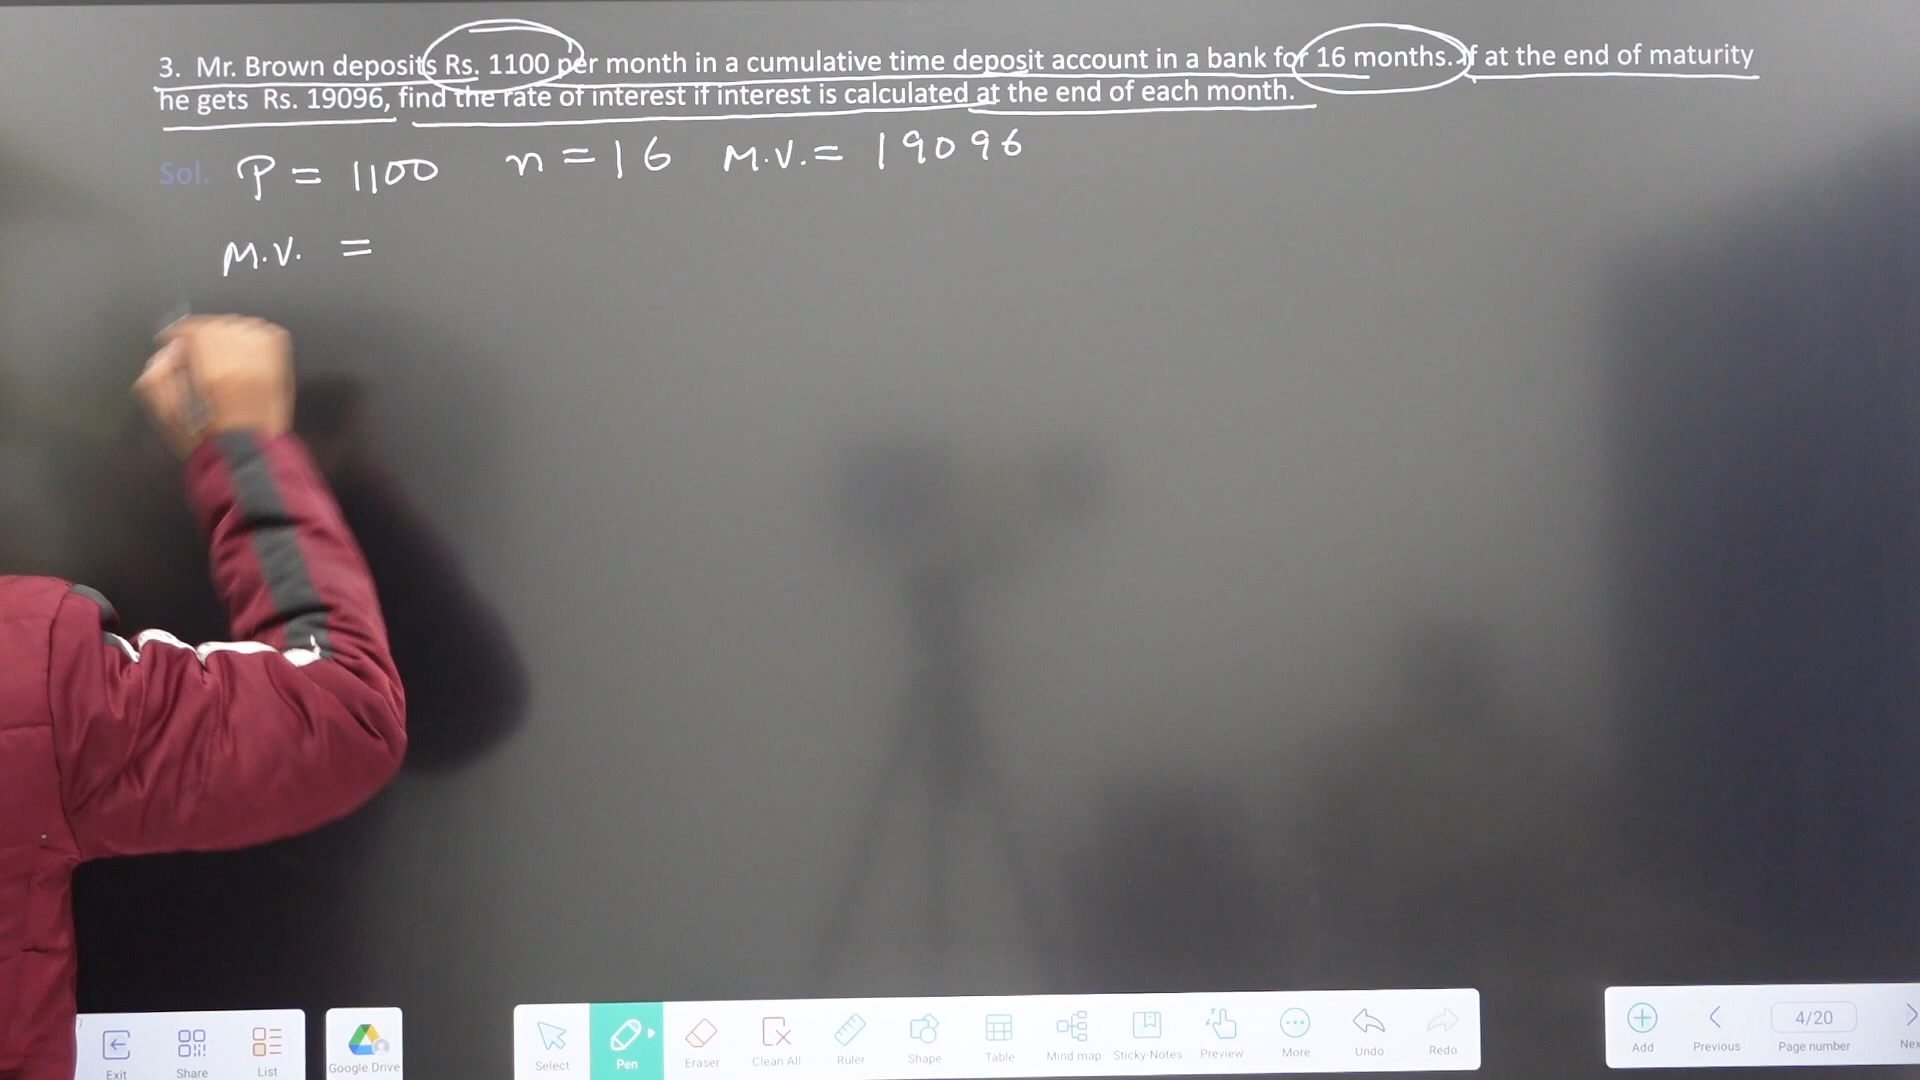 3. Mr. Brown deposits Rs. 1100 per month in a cumulative time deposit account in a bank for 16 months. If at the end of maturity
he gets Rs. 19096, find the rate of interest if interest is calculated at the end of each month.
Sol. P = 1100 n = 16 M.V. = 19096
M.V. =
Exit Share List Google Drive Select Pen Eraser Clean All Ruler Shape Table Mind map Sticky-Notes Preview More Undo Redo Add Previous 4/20 Page number